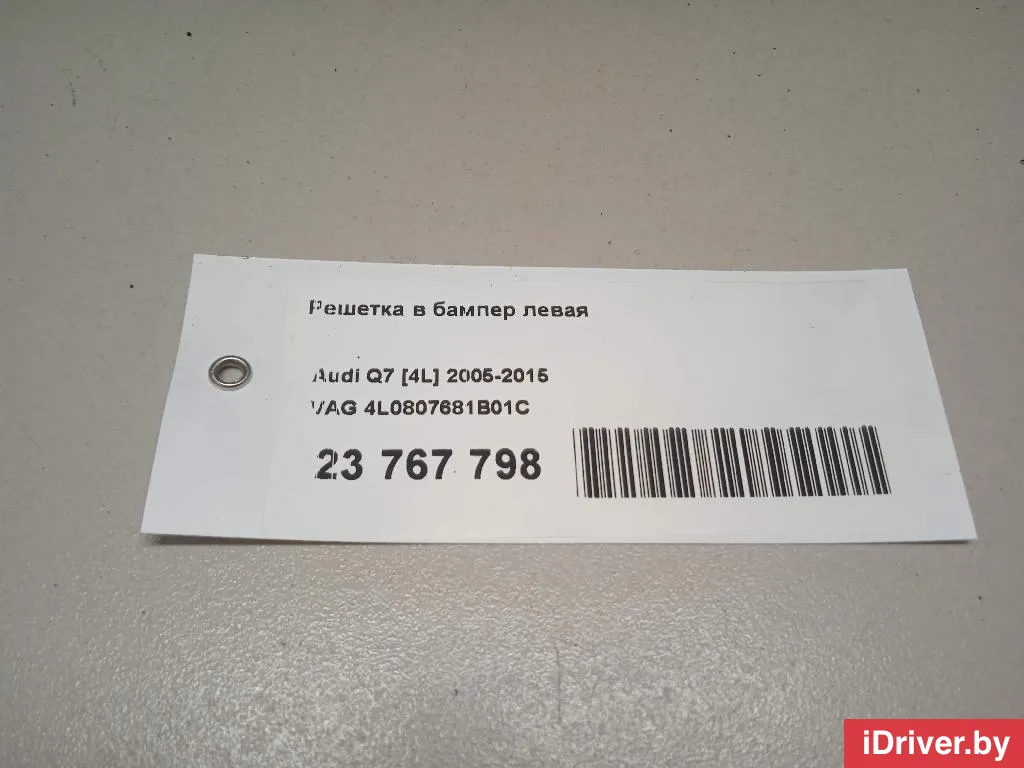 Решетка в бампер левая
Audi Q7 [4L] 2005-2015
VAG 4L0807681B01C
23 767 798
iDriver.by